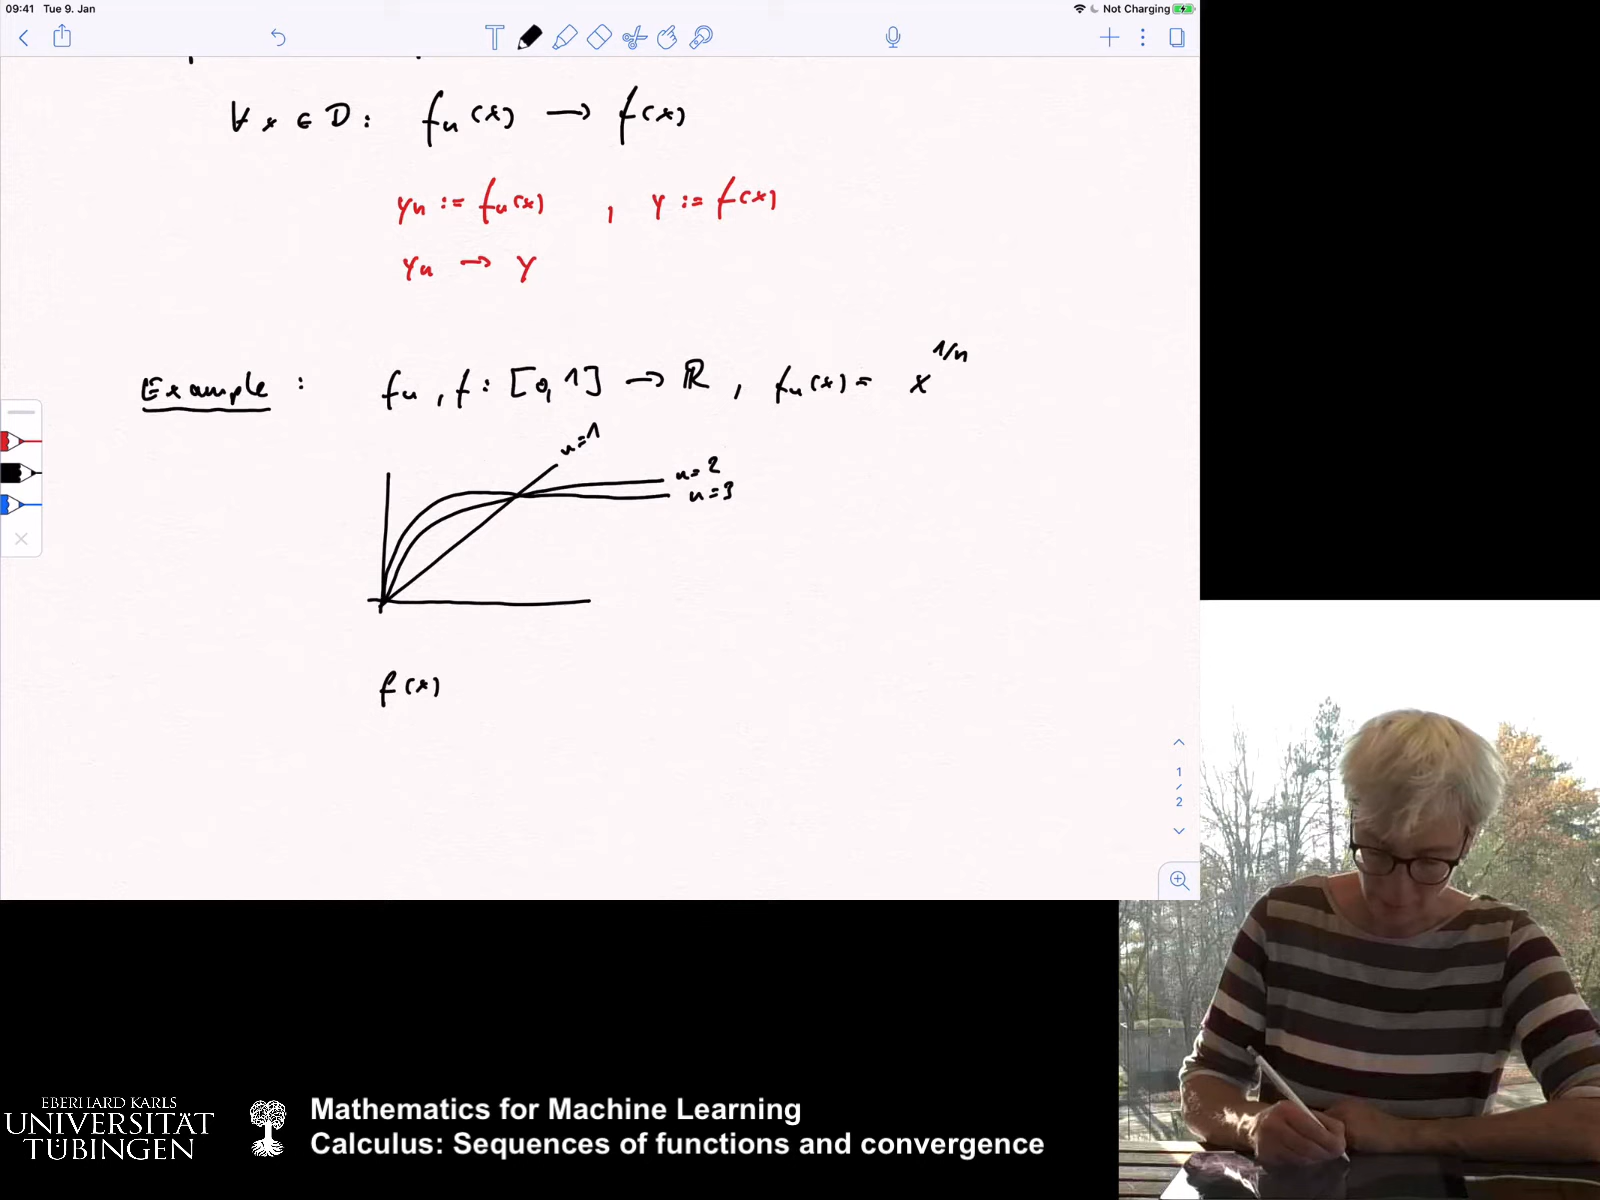 09:41 Tue 9. Jan
Not Charging
∀ x ∈ D : fn (x) → f(x)
yn := fn(x) , y := f(x)
yn → y
Example : fn , f : [0,1] → ℝ , fn(x) = x^1/n
n=1
n=2
n=3
f(x)
1
/
2
EBERHARD KARLS
UNIVERSITÄT
TÜBINGEN
Mathematics for Machine Learning
Calculus: Sequences of functions and convergence